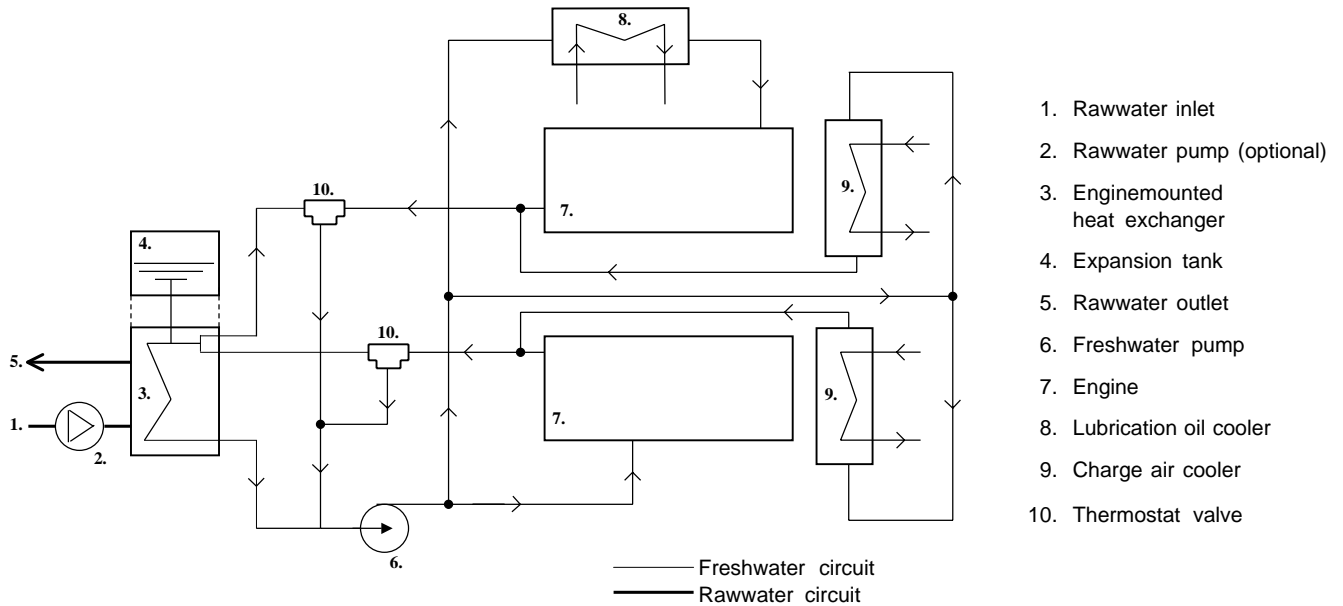 8.
10.
7.
9.
4.
10.
5.
3.
7.
9.
1.
2.
6.
1. Rawwater inlet
2. Rawwater pump (optional)
3. Enginemounted
heat exchanger
4. Expansion tank
5. Rawwater outlet
6. Freshwater pump
7. Engine
8. Lubrication oil cooler
9. Charge air cooler
10. Thermostat valve
Freshwater circuit
Rawwater circuit